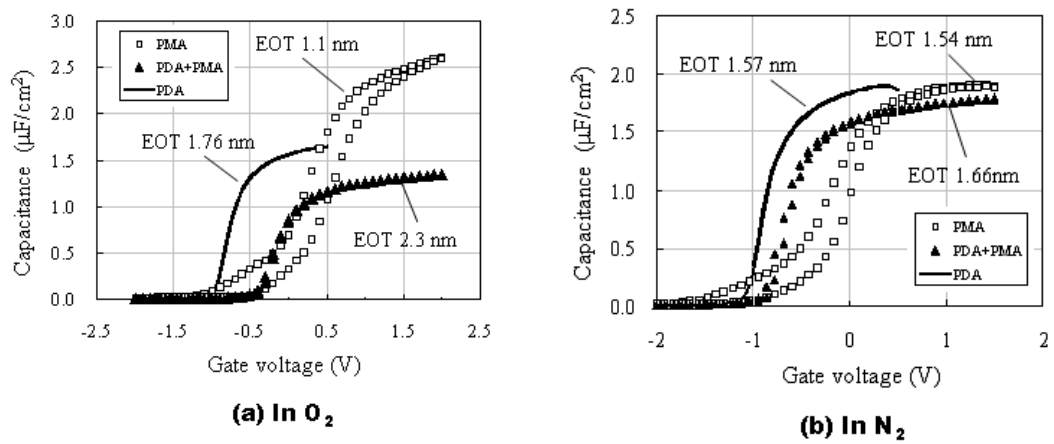 3.0
2.5
2.0
1.5
1.0
0.5
0.0
Capacitance (μF/cm²)
PMA
PDA+PMA
PDA
EOT 1.1 nm
EOT 1.76 nm
EOT 2.3 nm
-2.5 -1.5 -0.5 0.5 1.5 2.5
Gate voltage (V)
(a) In O₂
2.5
2.0
1.5
1.0
0.5
0.0
Capacitance (μF/cm²)
EOT 1.54 nm
EOT 1.57 nm
EOT 1.66nm
PMA
PDA+PMA
PDA
-2 -1 0 1 2
Gate voltage (V)
(b) In N₂